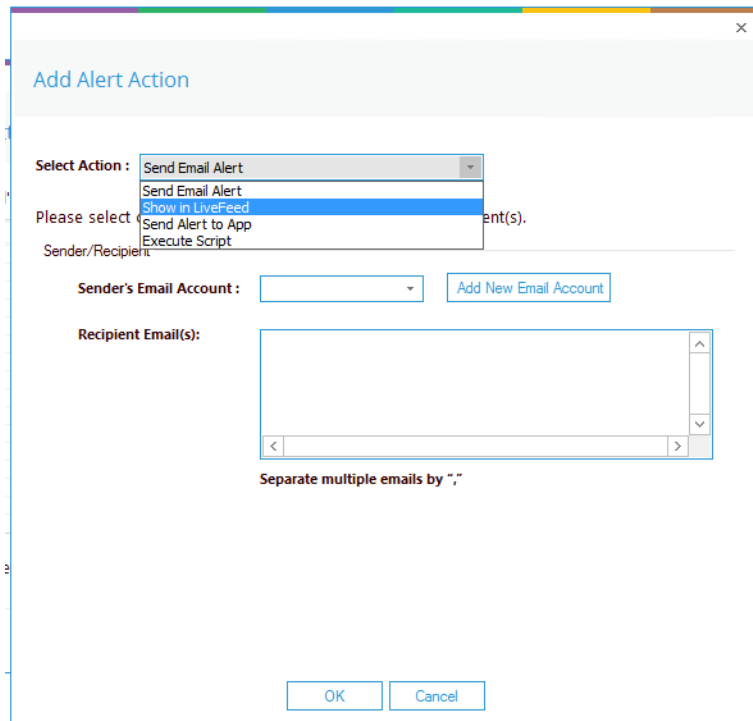 Add Alert Action
Select Action : Send Email Alert
Send Email Alert
Show in LiveFeed
Send Alert to App
Execute Script
Please select ent(s).
Sender/Recipient
Sender's Email Account :
Add New Email Account
Recipient Email(s):
Separate multiple emails by “,”
OK
Cancel